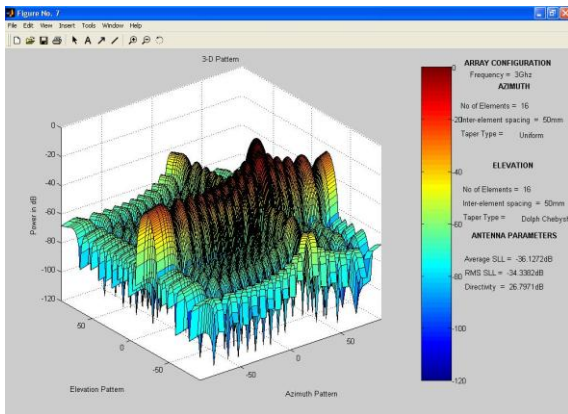 Figure No. 7
File Edit View Insert Tools Window Help
3-D Pattern
ARRAY CONFIGURATION
Frequency = 3Ghz
AZIMUTH
No of Elements = 16
Inter-element spacing = 50mm
Taper Type = Uniform
ELEVATION
No of Elements = 16
Inter-element spacing = 50mm
Taper Type = Dolph Chebysh
ANTENNA PARAMETERS
Average SLL = -36.1272dB
RMS SLL = -34.3382dB
Directivity = 26.7971dB
0
-20
-40
-60
-80
-100
-120
Power in dB
0
-20
-40
-60
-80
-100
-120
50
0
-50
Elevation Pattern
-50
0
50
Azimuth Pattern